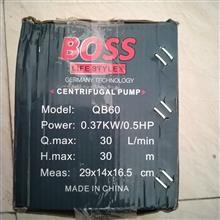 BOSS
LIFE STYLEX
GERMANY TECHNOLOGY
CENTRIFUGAL PUMP
Model: QB60
Power: 0.37KW/0.5HP
Q.max: 30 L/min
H.max: 30 m
Meas: 29x14x16.5 cm
MADE IN CHINA